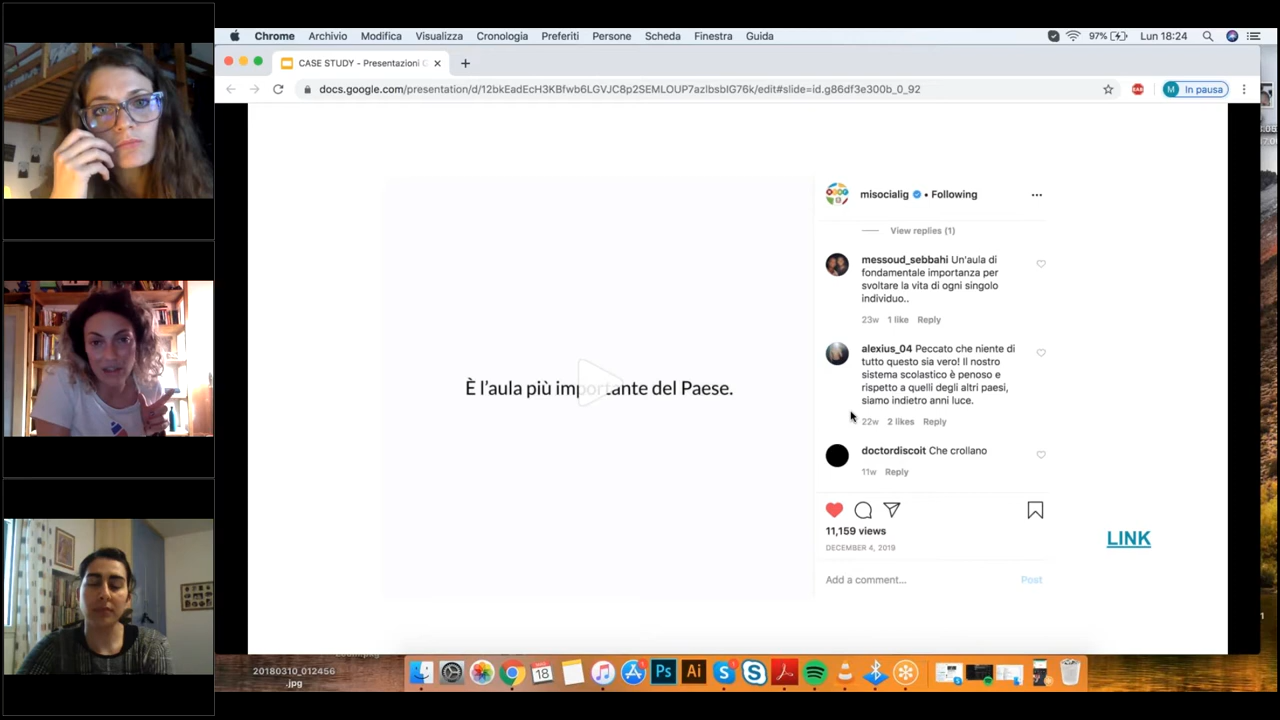 Chrome Archivio Modifica Visualizza Cronologia Preferiti Persone Scheda Finestra Guida 97% Lun 18:24
CASE STUDY - Presentazioni G
docs.google.com/presentation/d/12bkEadEcH3KBfwb6LGVJC8p2SEMLOUP7azIbsbIG76k/edit#slide=id.g86df3e300b_0_92
M In pausa
misocialig • Following
View replies (1)
messoud_sebbahi Un'aula di
fondamentale importanza per
svoltare la vita di ogni singolo
individuo..
23w 1 like Reply
alexius_04 Peccato che niente di
tutto questo sia vero! Il nostro
sistema scolastico è penoso e
rispetto a quelli degli altri paesi,
siamo indietro anni luce.
22w 2 likes Reply
È l'aula più importante del Paese.
doctordiscoit Che crollano
11w Reply
11,159 views
DECEMBER 4, 2019
LINK
Add a comment... Post
20180310_012456
.jpg
18
Ps
Ai